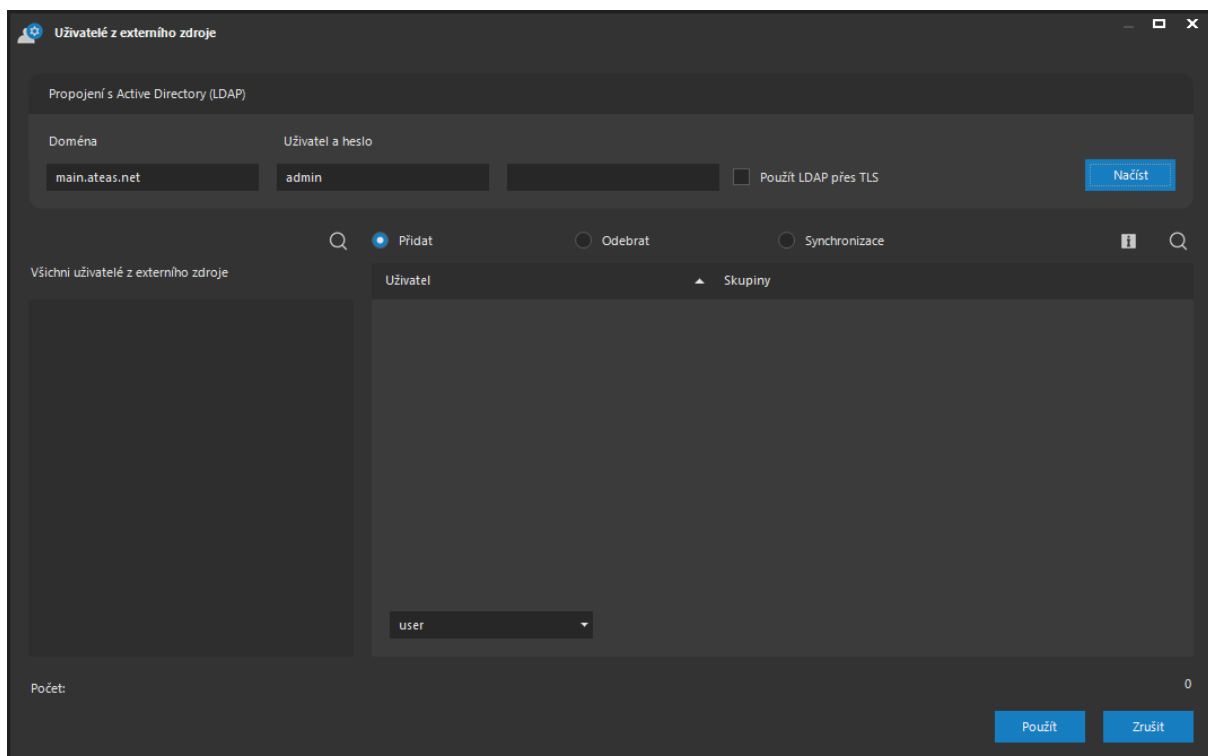 Uživatelé z externího zdroje
Propojení s Active Directory (LDAP)
Doména Uživatel a heslo
main.ateas.net admin Použít LDAP přes TLS Načíst
Přidat Odebrat Synchronizace
Všichni uživatelé z externího zdroje
Uživatel Skupiny
user
Počet: 0
Použít Zrušit